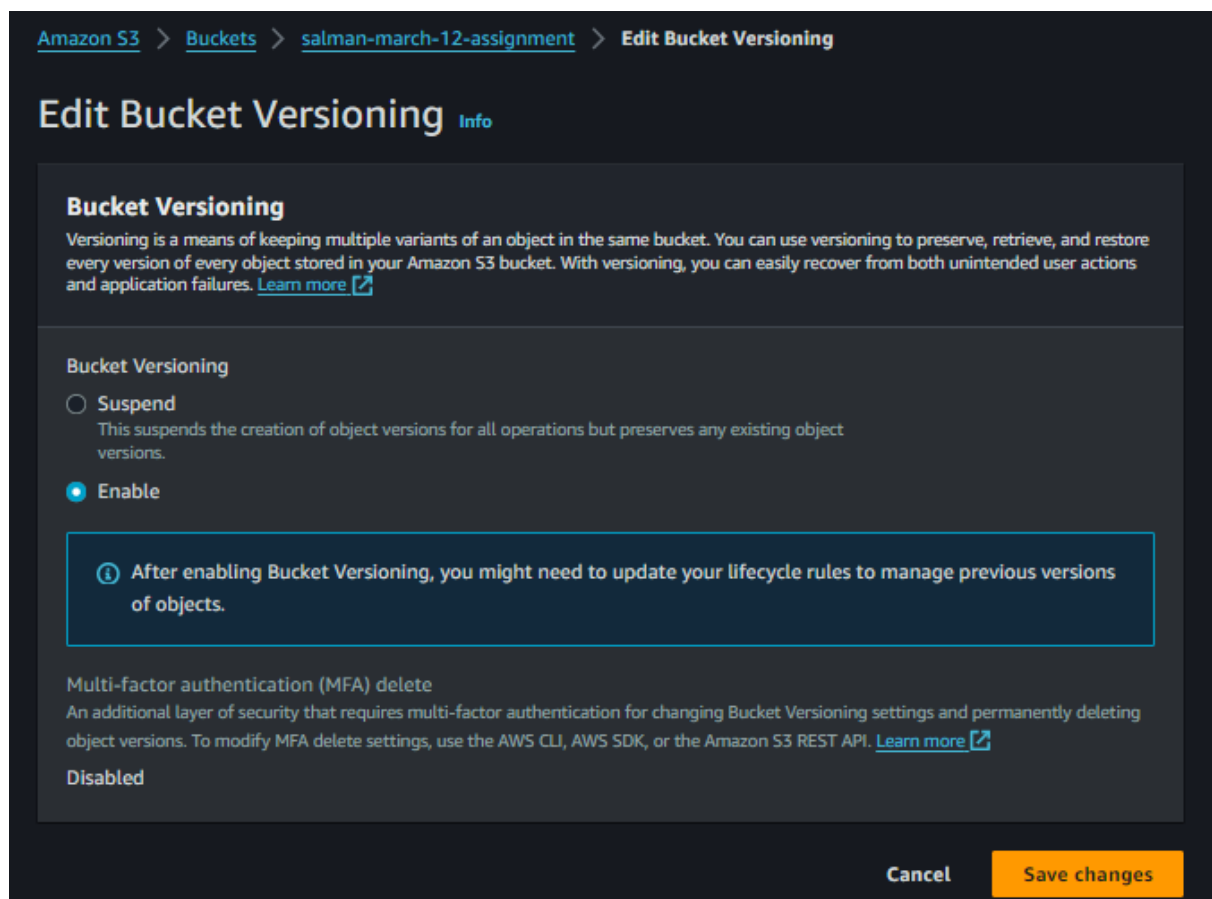 Amazon S3 > Buckets > salman-march-12-assignment > Edit Bucket Versioning
Edit Bucket Versioning Info
Bucket Versioning
Versioning is a means of keeping multiple variants of an object in the same bucket. You can use versioning to preserve, retrieve, and restore
every version of every object stored in your Amazon S3 bucket. With versioning, you can easily recover from both unintended user actions
and application failures. Learn more
Bucket Versioning
Suspend
This suspends the creation of object versions for all operations but preserves any existing object
versions.
Enable
After enabling Bucket Versioning, you might need to update your lifecycle rules to manage previous versions
of objects.
Multi-factor authentication (MFA) delete
An additional layer of security that requires multi-factor authentication for changing Bucket Versioning settings and permanently deleting
object versions. To modify MFA delete settings, use the AWS CLI, AWS SDK, or the Amazon S3 REST API. Learn more
Disabled
Cancel Save changes